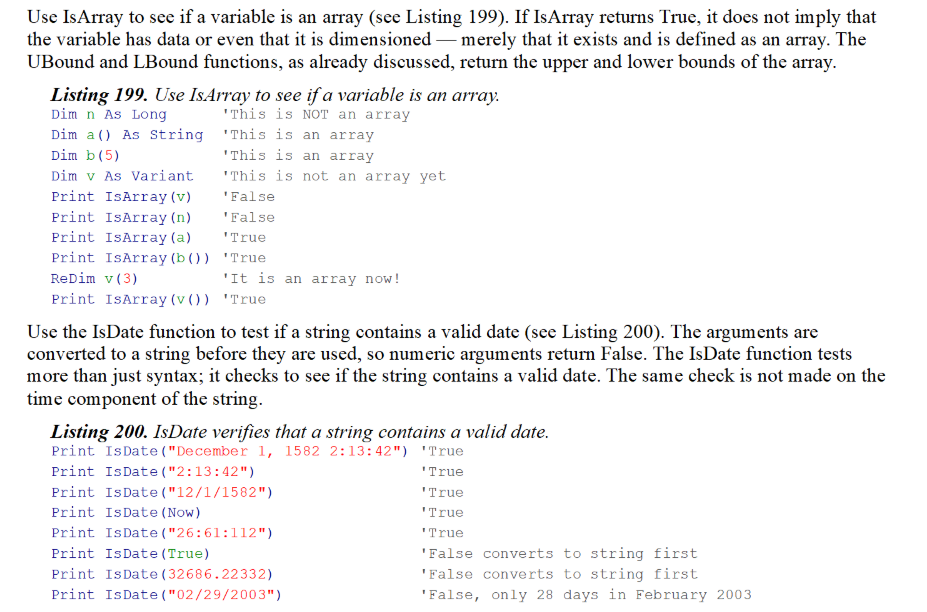 Use IsArray to see if a variable is an array (see Listing 199). If IsArray returns True, it does not imply that
the variable has data or even that it is dimensioned — merely that it exists and is defined as an array. The
UBound and LBound functions, as already discussed, return the upper and lower bounds of the array.
Listing 199. Use IsArray to see if a variable is an array.
Dim n As Long 'This is NOT an array
Dim a() As String 'This is an array
Dim b(5) 'This is an array
Dim v As Variant 'This is not an array yet
Print IsArray(v) 'False
Print IsArray(n) 'False
Print IsArray(a) 'True
Print IsArray(b()) 'True
ReDim v(3) 'It is an array now!
Print IsArray(v()) 'True
Use the IsDate function to test if a string contains a valid date (see Listing 200). The arguments are
converted to a string before they are used, so numeric arguments return False. The IsDate function tests
more than just syntax; it checks to see if the string contains a valid date. The same check is not made on the
time component of the string.
Listing 200. IsDate verifies that a string contains a valid date.
Print IsDate("December 1, 1582 2:13:42") 'True
Print IsDate("2:13:42") 'True
Print IsDate("12/1/1582") 'True
Print IsDate(Now) 'True
Print IsDate("26:61:112") 'True
Print IsDate(True) 'False converts to string first
Print IsDate(32686.22332) 'False converts to string first
Print IsDate("02/29/2003") 'False, only 28 days in February 2003